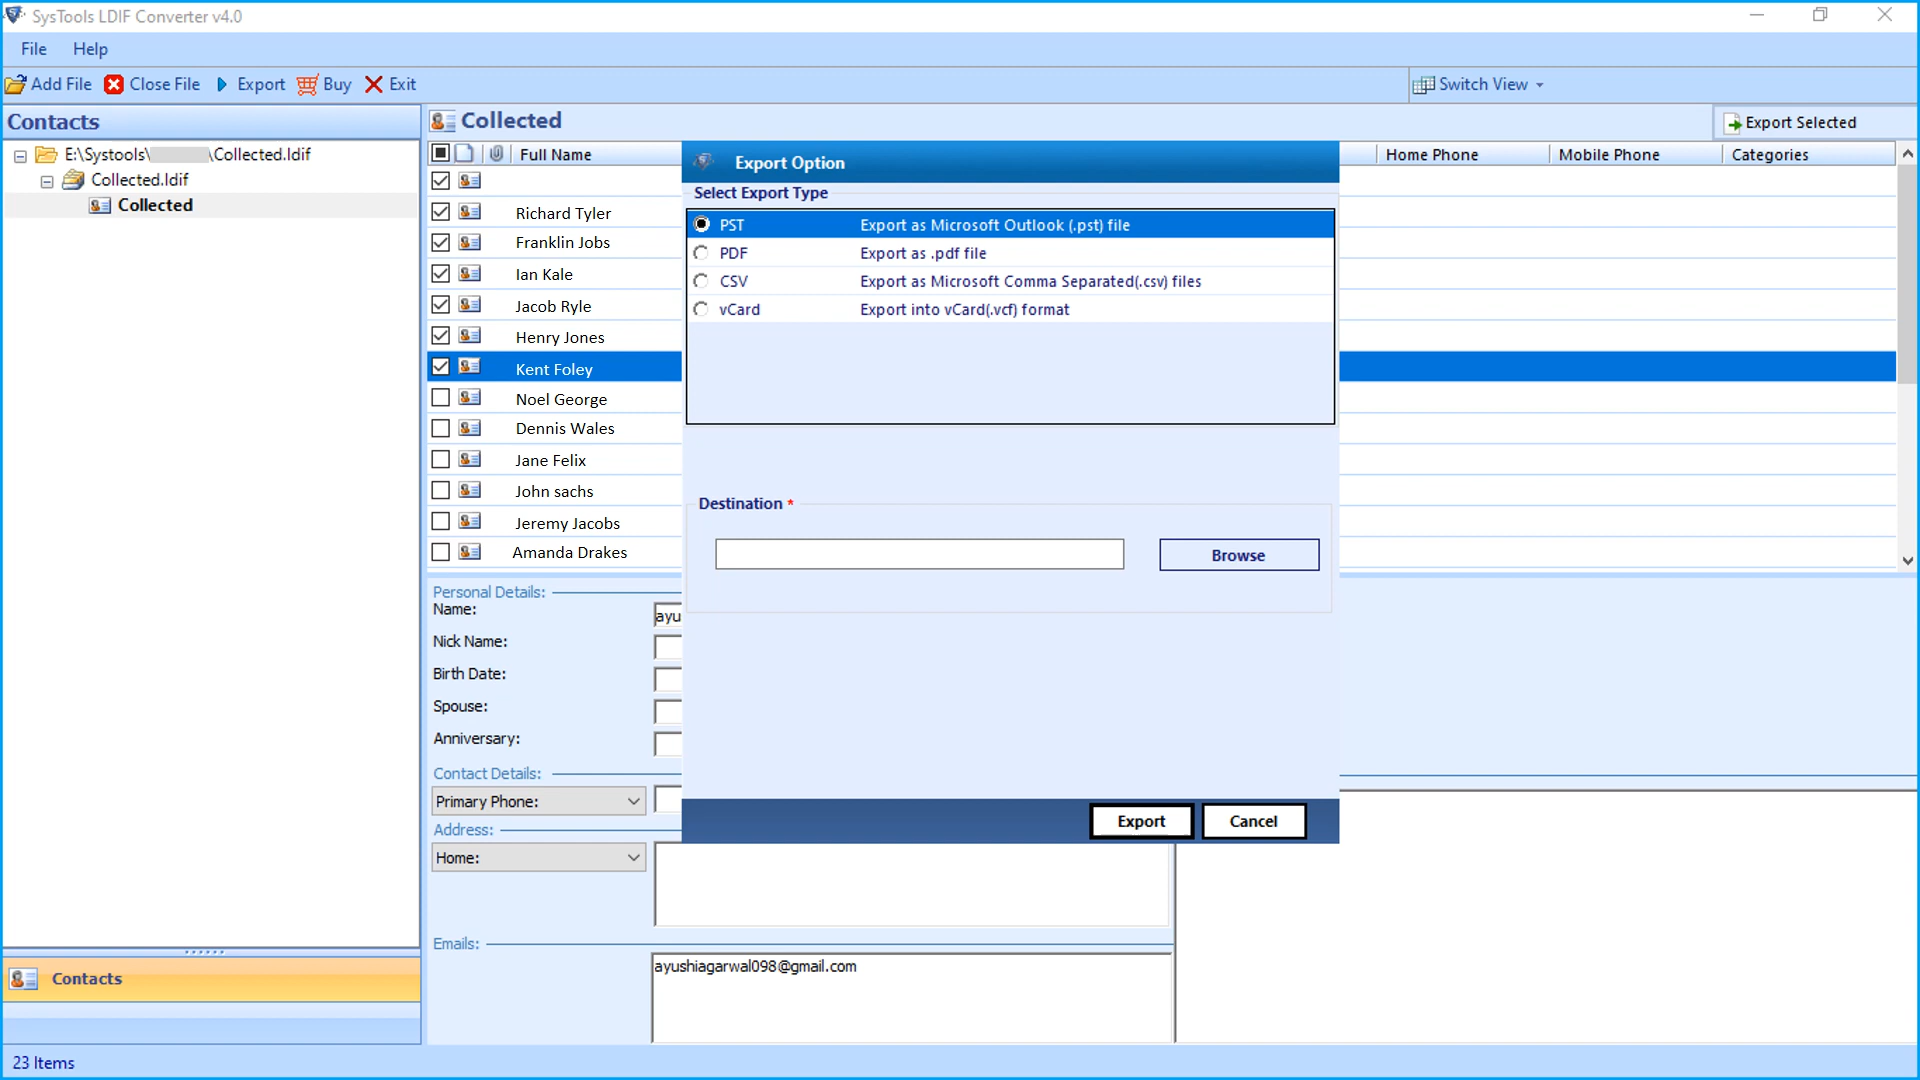 SysTools LDIF Converter v4.0
File Help
Add File Close File Export Buy Exit Switch View
Contacts
E:\Systools\ \Collected.ldif
Collected.ldif
Collected
Collected
Export Selected
Full Name Home Phone Mobile Phone Categories
Richard Tyler
Franklin Jobs
Ian Kale
Jacob Ryle
Henry Jones
Kent Foley
Noel George
Dennis Wales
Jane Felix
John sachs
Jeremy Jacobs
Amanda Drakes
Export Option
Select Export Type
PST Export as Microsoft Outlook (.pst) file
PDF Export as .pdf file
CSV Export as Microsoft Comma Separated(.csv) files
vCard Export into vCard(.vcf) format
Destination *
Browse
Export Cancel
Personal Details:
Name: ayu
Nick Name:
Birth Date:
Spouse:
Anniversary:
Contact Details:
Primary Phone:
Address:
Home:
Emails:
ayushiagarwal098@gmail.com
Contacts
23 Items